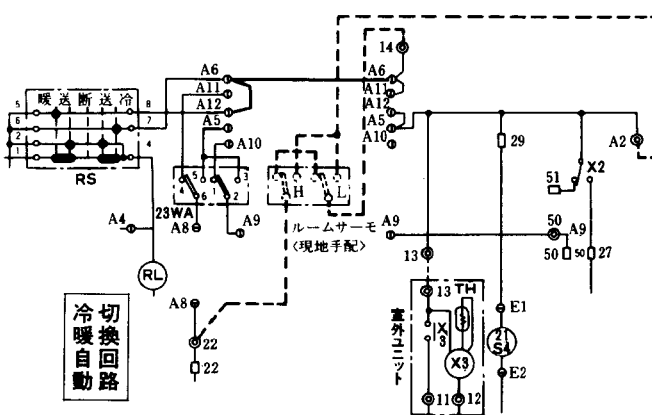 14
A6
A11
A12
A5
A10
A6
A11
A12
A5
A10
暖送断送冷
5
6
2
1
8
7
4
RS
A4
RL
23WA
4
5
6
1
2
3
A8
A9
H
L
ルームサーモ
〈現地手配〉
A9
29
51
X2
A2
50
A9
50
50
27
13
13
TH
X3
X3
室外ユニット
11
12
E1
21
S4
E2
A8
22
22
切換回路
冷暖自動